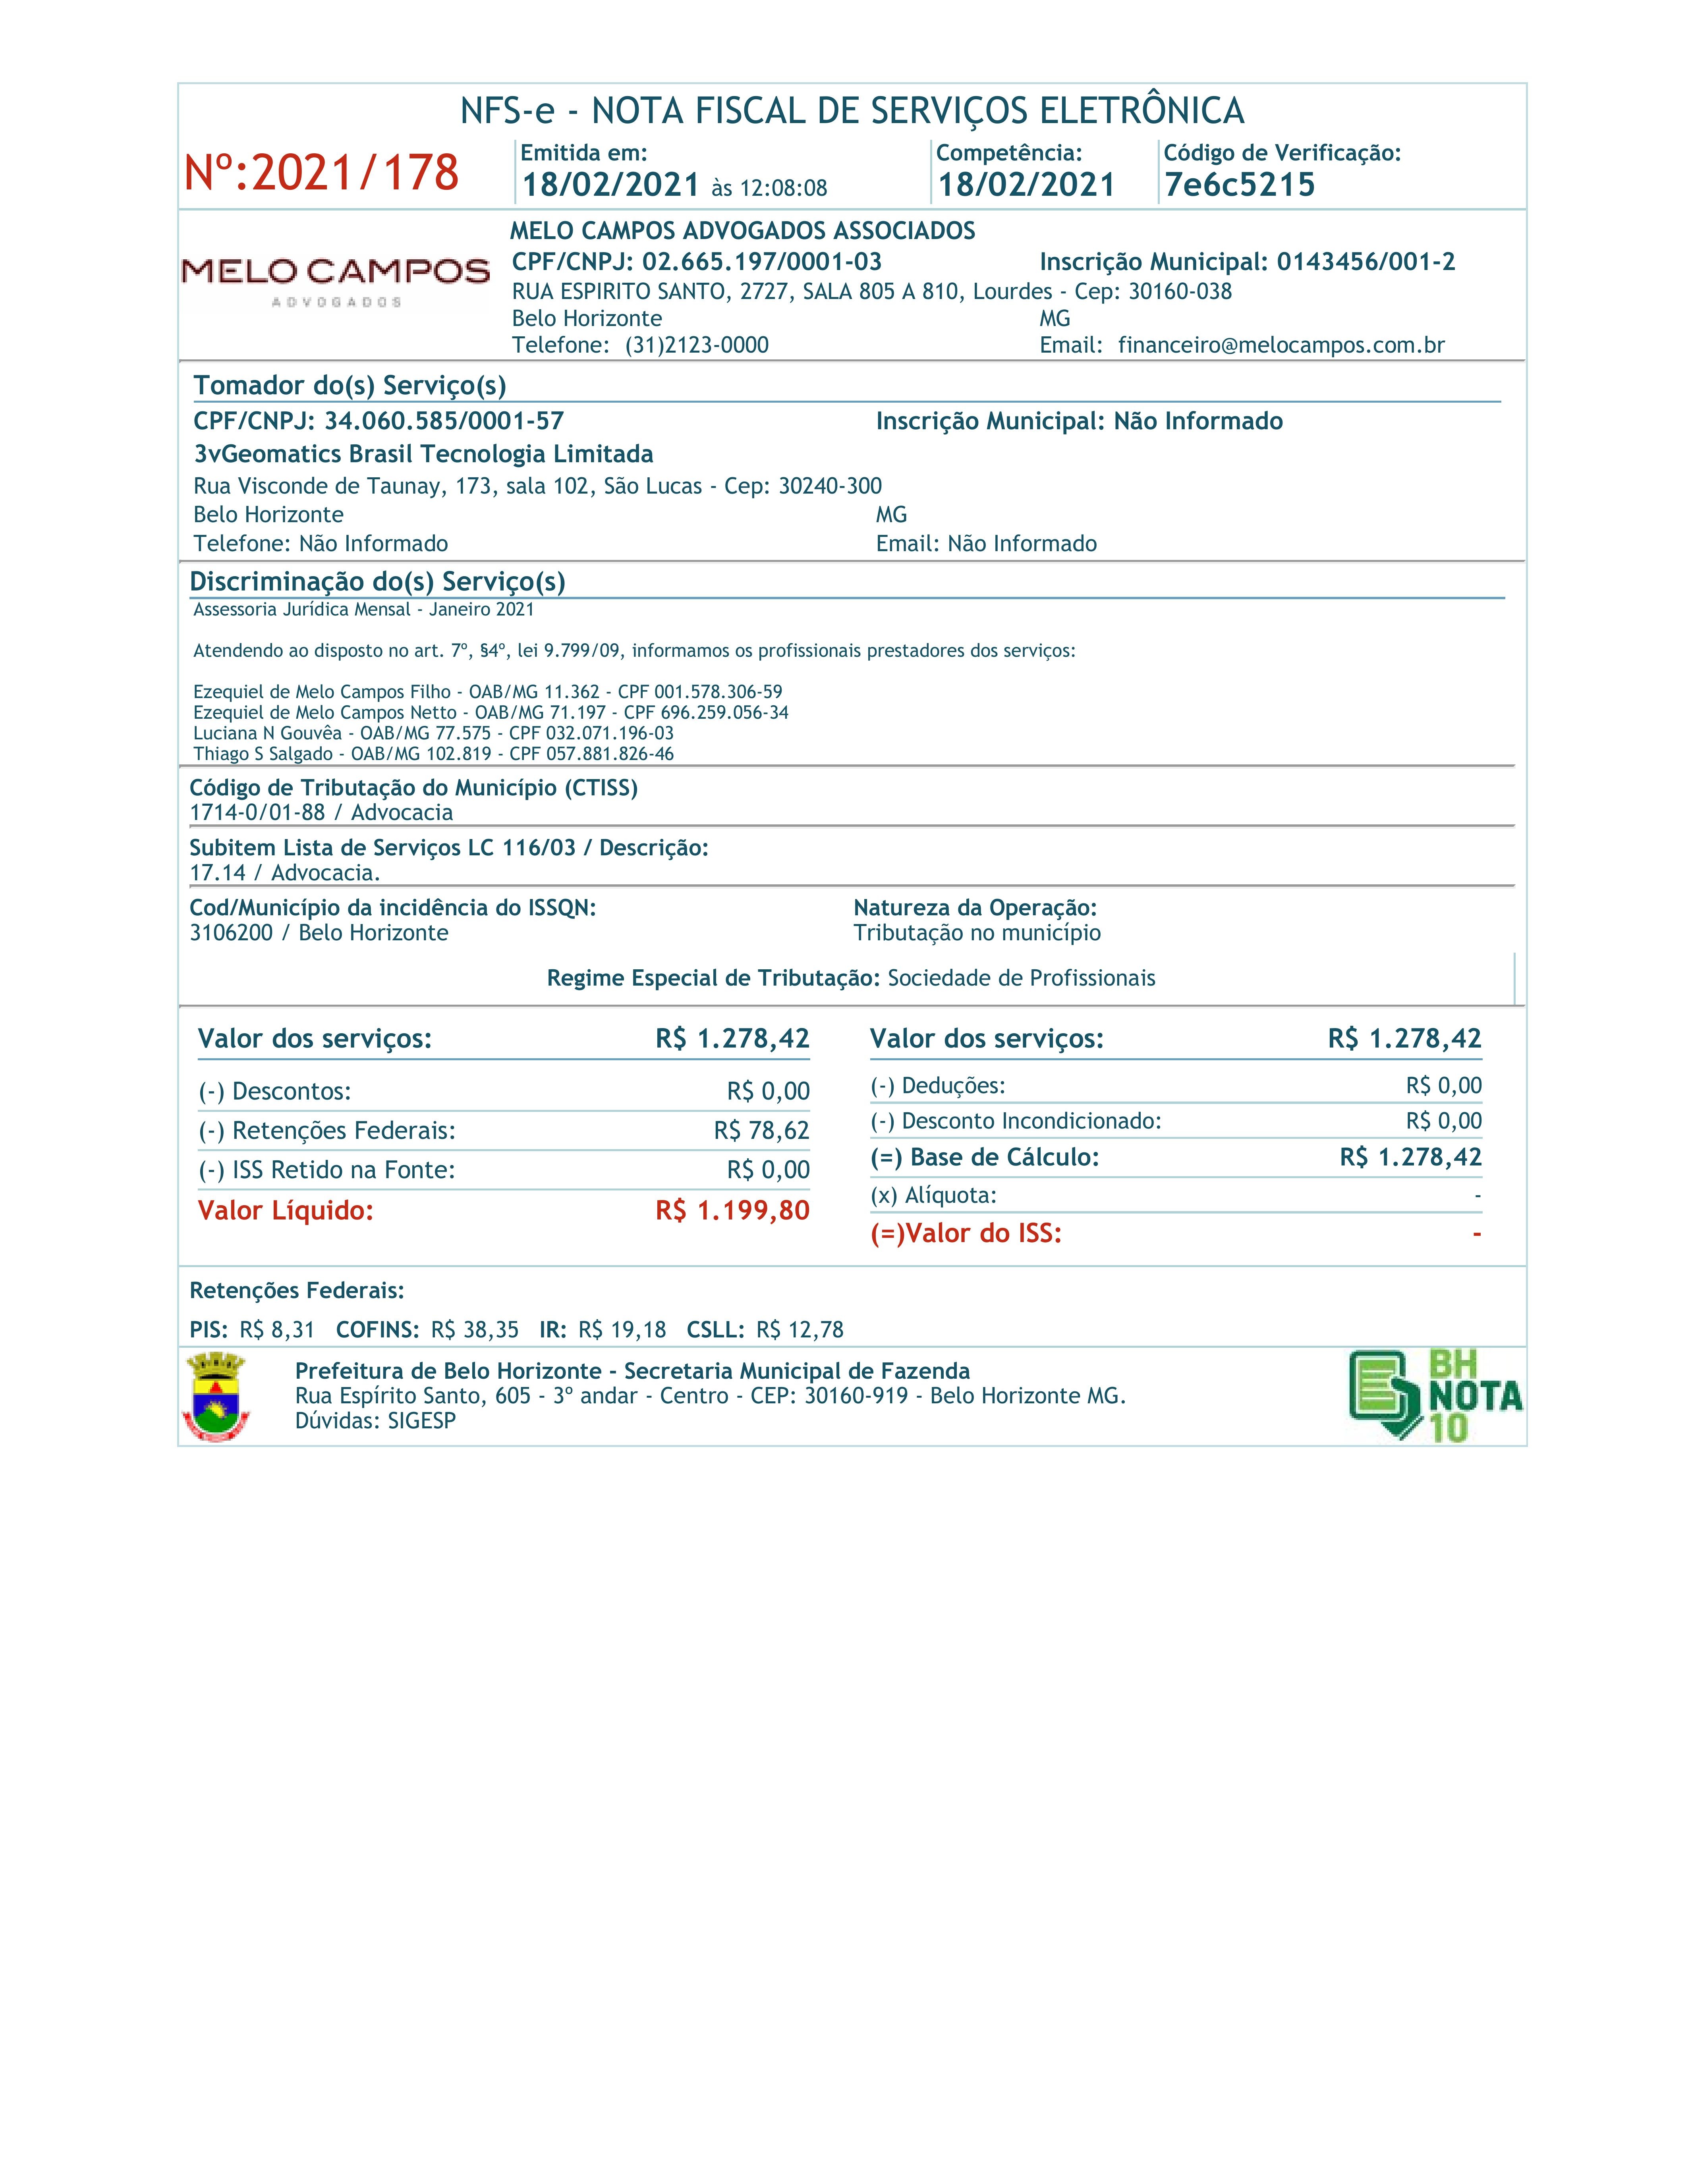 NFS-e - NOTA FISCAL DE SERVIÇOS ELETRÔNICA
Nº:2021/178
Emitida em:
18/02/2021 às 12:08:08
Competência:
18/02/2021
Código de Verificação:
7e6c5215
MELO CAMPOS
ADVOGADOS
MELO CAMPOS ADVOGADOS ASSOCIADOS
CPF/CNPJ: 02.665.197/0001-03 Inscrição Municipal: 0143456/001-2
RUA ESPIRITO SANTO, 2727, SALA 805 A 810, Lourdes - Cep: 30160-038
Belo Horizonte MG
Telefone: (31)2123-0000 Email: financeiro@melocampos.com.br
Tomador do(s) Serviço(s)
CPF/CNPJ: 34.060.585/0001-57 Inscrição Municipal: Não Informado
3vGeomatics Brasil Tecnologia Limitada
Rua Visconde de Taunay, 173, sala 102, São Lucas - Cep: 30240-300
Belo Horizonte MG
Telefone: Não Informado Email: Não Informado
Discriminação do(s) Serviço(s)
Assessoria Jurídica Mensal - Janeiro 2021
Atendendo ao disposto no art. 7º, §4º, lei 9.799/09, informamos os profissionais prestadores dos serviços:
Ezequiel de Melo Campos Filho - OAB/MG 11.362 - CPF 001.578.306-59
Ezequiel de Melo Campos Netto - OAB/MG 71.197 - CPF 696.259.056-34
Luciana N Gouvêa - OAB/MG 77.575 - CPF 032.071.196-03
Thiago S Salgado - OAB/MG 102.819 - CPF 057.881.826-46
Código de Tributação do Município (CTISS)
1714-0/01-88 / Advocacia
Subitem Lista de Serviços LC 116/03 / Descrição:
17.14 / Advocacia.
Cod/Município da incidência do ISSQN: Natureza da Operação:
3106200 / Belo Horizonte Tributação no município
Regime Especial de Tributação: Sociedade de Profissionais
Valor dos serviços: R$ 1.278,42
(-) Descontos: R$ 0,00
(-) Retenções Federais: R$ 78,62
(-) ISS Retido na Fonte: R$ 0,00
Valor Líquido: R$ 1.199,80
Valor dos serviços: R$ 1.278,42
(-) Deduções: R$ 0,00
(-) Desconto Incondicionado: R$ 0,00
(=) Base de Cálculo: R$ 1.278,42
(x) Alíquota: -
(=)Valor do ISS: -
Retenções Federais:
PIS: R$ 8,31 COFINS: R$ 38,35 IR: R$ 19,18 CSLL: R$ 12,78
Prefeitura de Belo Horizonte - Secretaria Municipal de Fazenda
Rua Espírito Santo, 605 - 3º andar - Centro - CEP: 30160-919 - Belo Horizonte MG.
Dúvidas: SIGESP
BH
NOTA
10